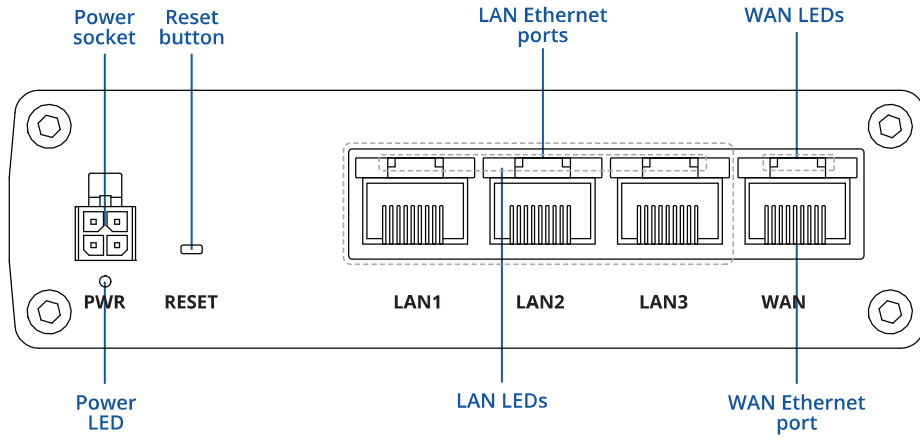 Power
socket
Reset
button
LAN Ethernet
ports
WAN LEDs
PWR
RESET
LAN1
LAN2
LAN3
WAN
Power
LED
LAN LEDs
WAN Ethernet
port